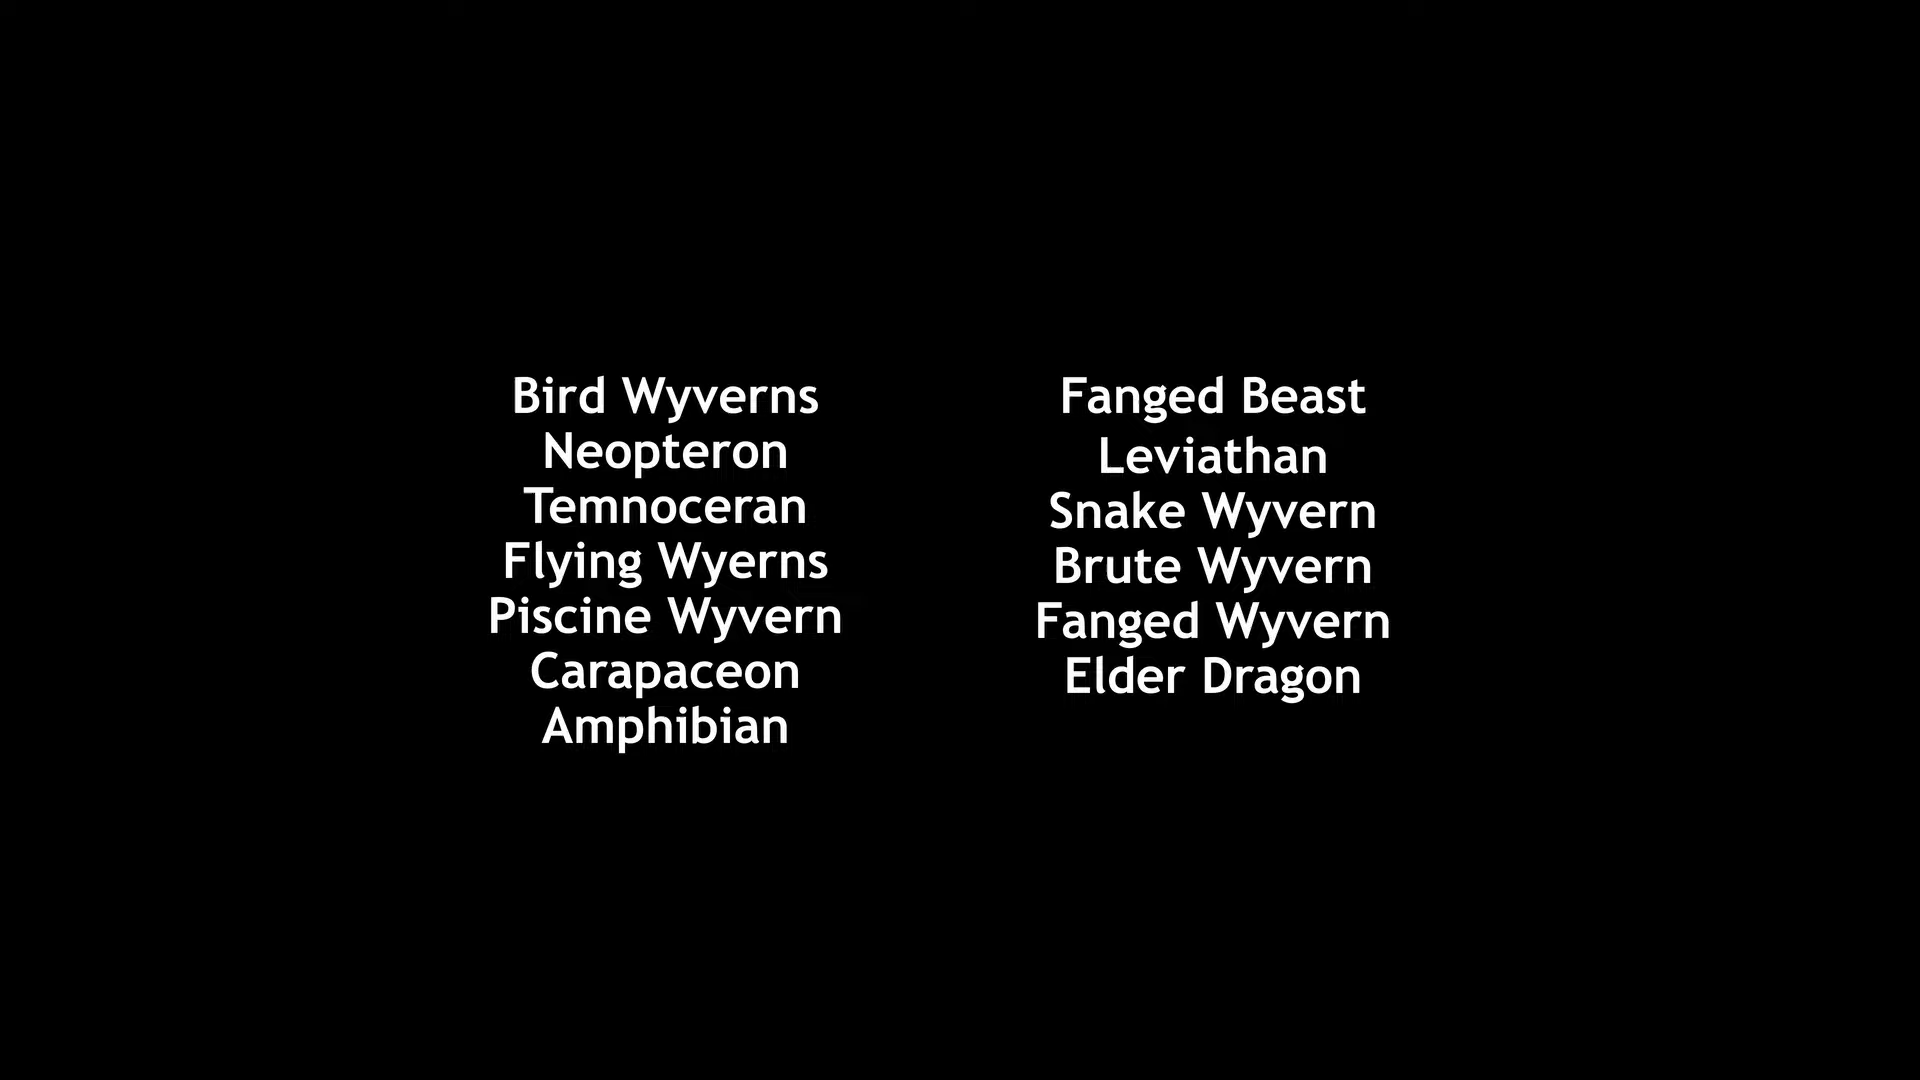 Bird Wyverns
Neopteron
Temnoceran
Flying Wyerns
Piscine Wyvern
Carapaceon
Amphibian
Fanged Beast
Leviathan
Snake Wyvern
Brute Wyvern
Fanged Wyvern
Elder Dragon